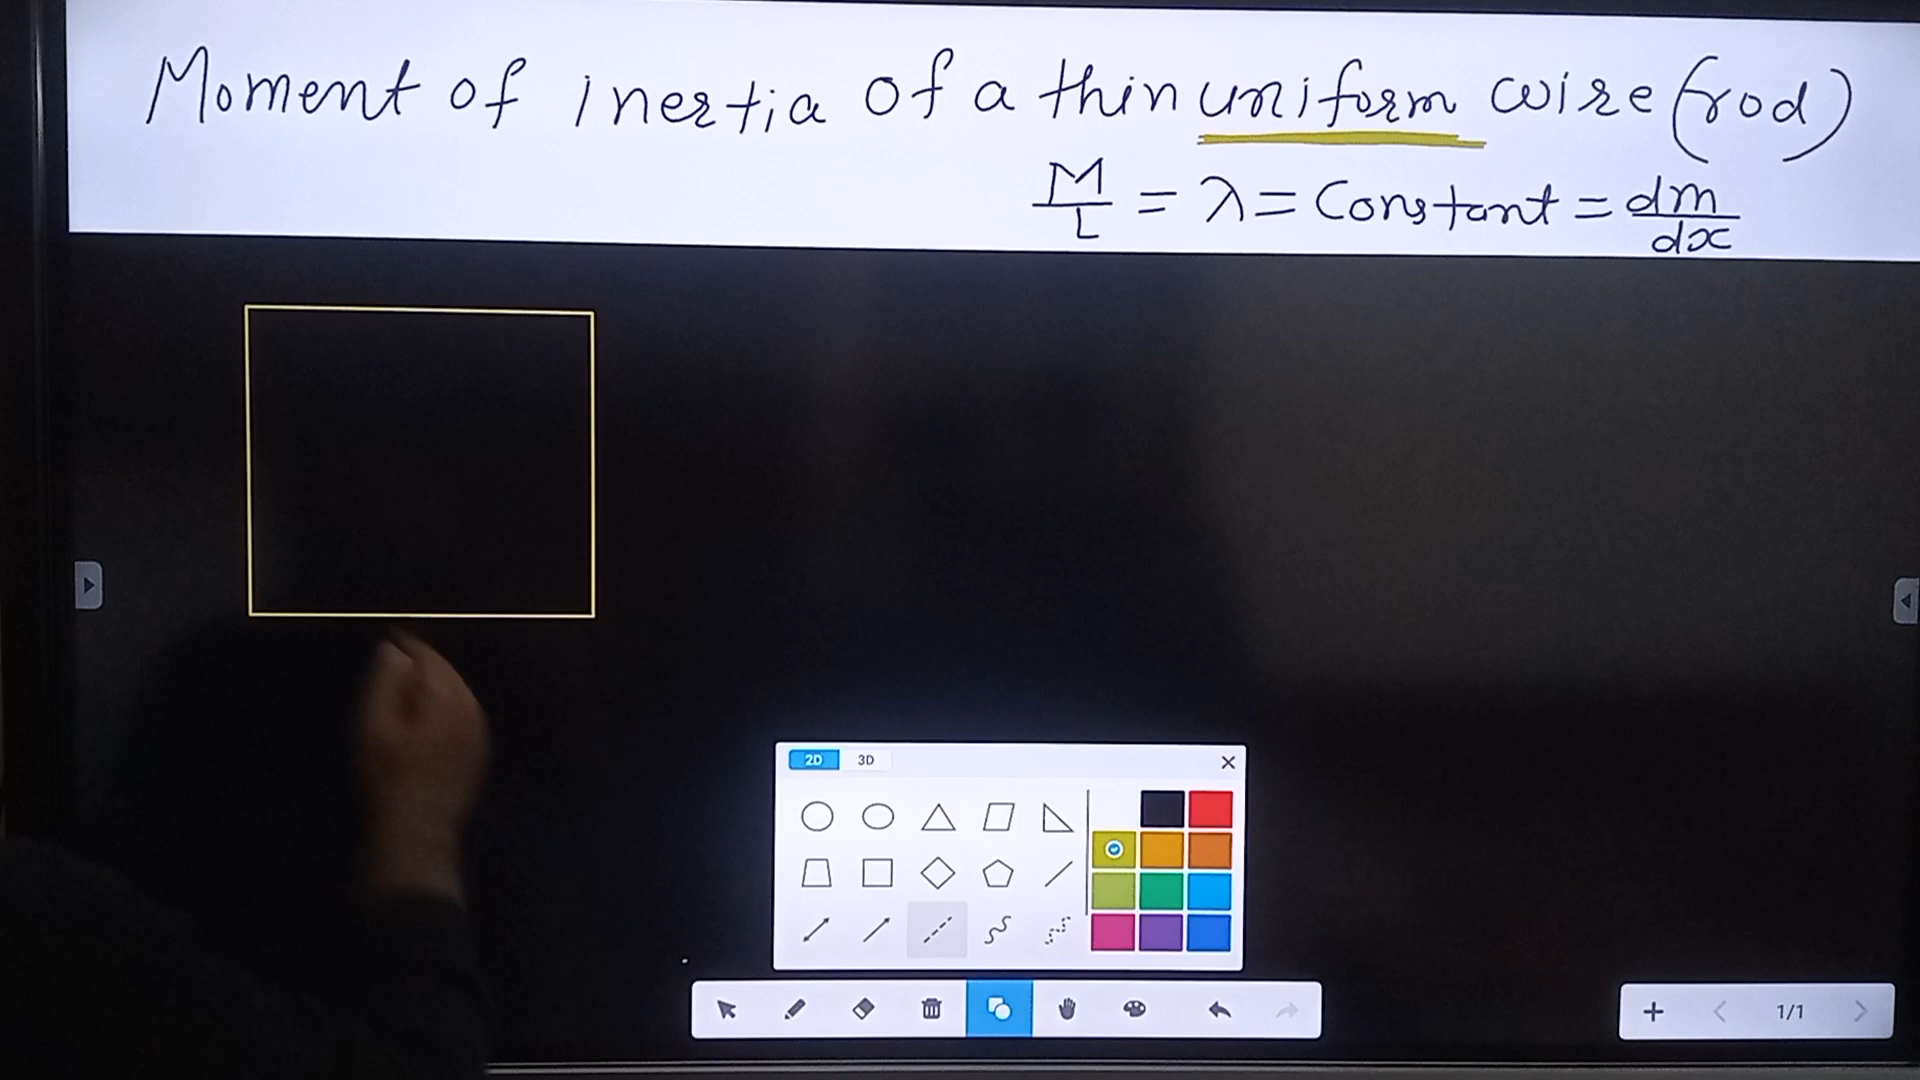 Moment of inertia of a thin uniform wire (rod)
M/L = λ = Constant = dm/dx
2D 3D
1/1